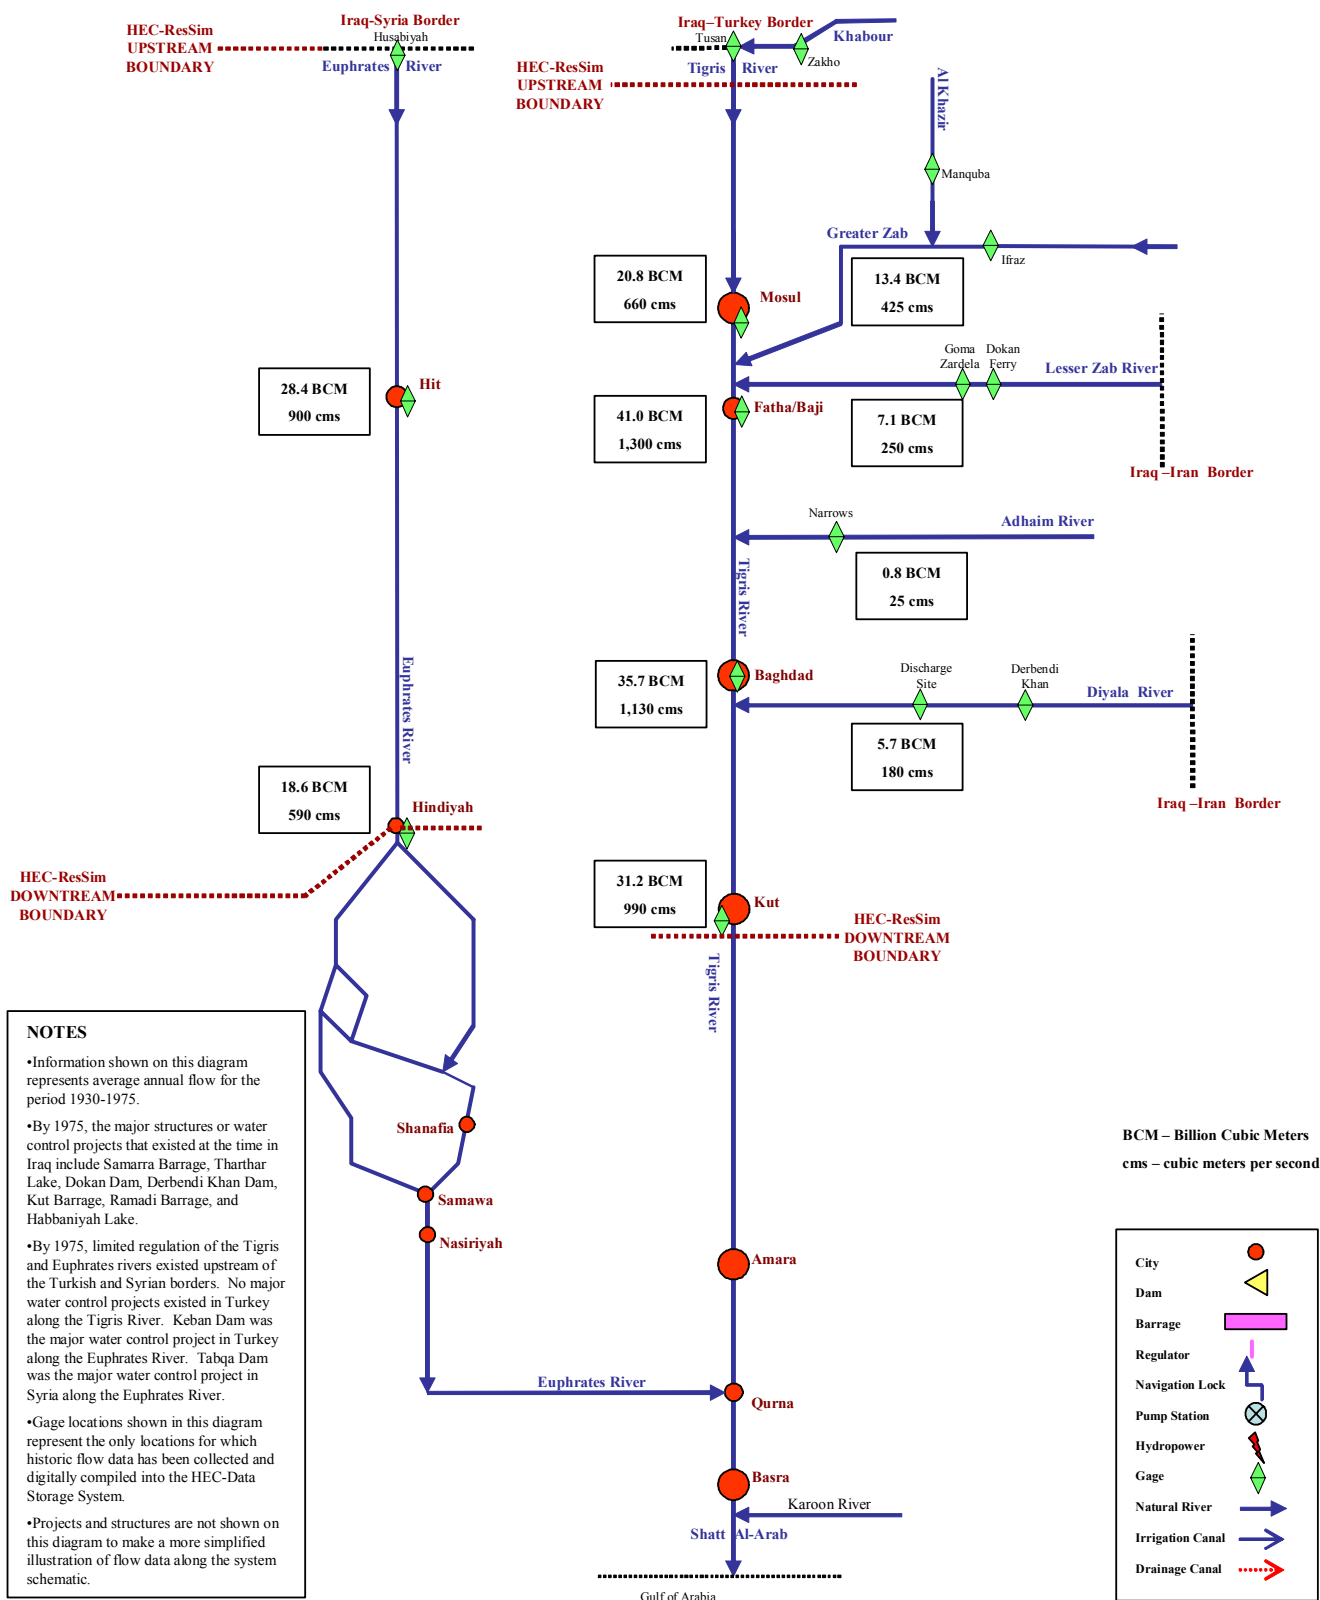 HEC-ResSim
UPSTREAM
BOUNDARY
Iraq-Syria Border
Husabiyah
Euphrates River
Iraq–Turkey Border
Tusan
Khabour
Zakho
Tigris River
HEC-ResSim
UPSTREAM
BOUNDARY
Al Khazir
Manquba
Greater Zab
Ifraz
20.8 BCM
660 cms
Mosul
13.4 BCM
425 cms
Goma
Zardela
Dokan
Ferry
Lesser Zab River
28.4 BCM
900 cms
Hit
41.0 BCM
1,300 cms
Fatha/Baji
7.1 BCM
250 cms
Iraq –Iran Border
Narrows
Adhaim River
0.8 BCM
25 cms
Tigris River
Euphrates River
35.7 BCM
1,130 cms
Baghdad
Discharge
Site
Derbendi
Khan
Diyala River
5.7 BCM
180 cms
Iraq –Iran Border
18.6 BCM
590 cms
Hindiyah
HEC-ResSim
DOWNTREAM
BOUNDARY
31.2 BCM
990 cms
Kut
HEC-ResSim
DOWNTREAM
BOUNDARY
Tigris River
NOTES
•Information shown on this diagram
represents average annual flow for the
period 1930-1975.
•By 1975, the major structures or water
control projects that existed at the time in
Iraq include Samarra Barrage, Tharthar
Lake, Dokan Dam, Derbendi Khan Dam,
Kut Barrage, Ramadi Barrage, and
Habbaniyah Lake.
•By 1975, limited regulation of the Tigris
and Euphrates rivers existed upstream of
the Turkish and Syrian borders. No major
water control projects existed in Turkey
along the Tigris River. Keban Dam was
the major water control project in Turkey
along the Euphrates River. Tabqa Dam
was the major water control project in
Syria along the Euphrates River.
•Gage locations shown in this diagram
represent the only locations for which
historic flow data has been collected and
digitally compiled into the HEC-Data
Storage System.
•Projects and structures are not shown on
this diagram to make a more simplified
illustration of flow data along the system
schematic.
Shanafia
Samawa
Nasiriyah
Euphrates River
Amara
Qurna
Basra
Karoon River
Shatt Al-Arab
Gulf of Arabia
BCM – Billion Cubic Meters
cms – cubic meters per second
City
Dam
Barrage
Regulator
Navigation Lock
Pump Station
Hydropower
Gage
Natural River
Irrigation Canal
Drainage Canal